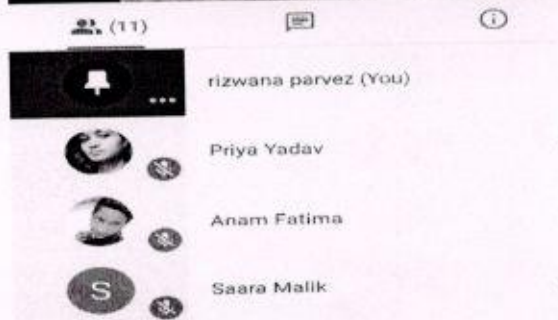 (11)
rizwana parvez (You)
Priya Yadav
Anam Fatima
S
Saara Malik